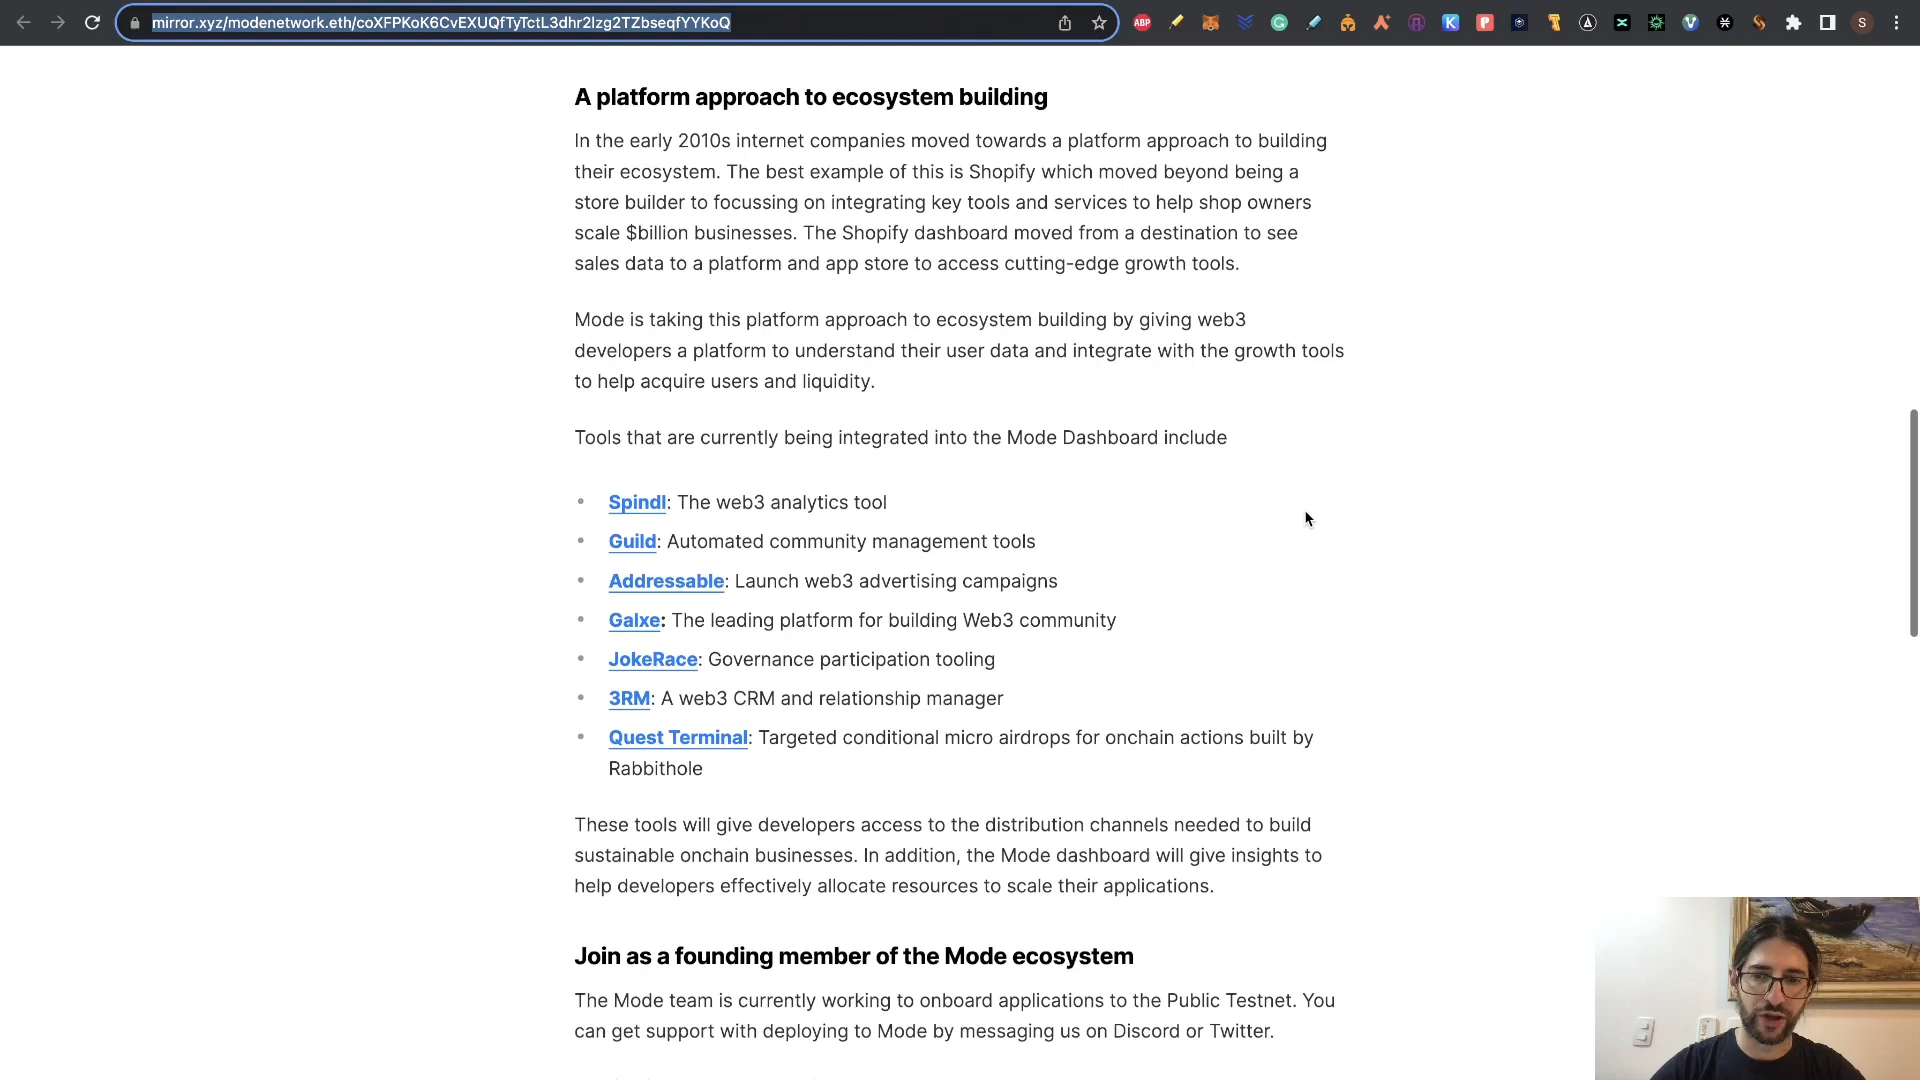 mirror.xyz/modenetwork.eth/coXFPKoK6CvEXUQfTyTctL3dhr2lzg2TZbseqfYYKoQ
ABP
S
A platform approach to ecosystem building
In the early 2010s internet companies moved towards a platform approach to building
their ecosystem. The best example of this is Shopify which moved beyond being a
store builder to focussing on integrating key tools and services to help shop owners
scale $billion businesses. The Shopify dashboard moved from a destination to see
sales data to a platform and app store to access cutting-edge growth tools.
Mode is taking this platform approach to ecosystem building by giving web3
developers a platform to understand their user data and integrate with the growth tools
to help acquire users and liquidity.
Tools that are currently being integrated into the Mode Dashboard include
• Spindl: The web3 analytics tool
• Guild: Automated community management tools
• Addressable: Launch web3 advertising campaigns
• Galxe: The leading platform for building Web3 community
• JokeRace: Governance participation tooling
• 3RM: A web3 CRM and relationship manager
• Quest Terminal: Targeted conditional micro airdrops for onchain actions built by
Rabbithole
These tools will give developers access to the distribution channels needed to build
sustainable onchain businesses. In addition, the Mode dashboard will give insights to
help developers effectively allocate resources to scale their applications.
Join as a founding member of the Mode ecosystem
The Mode team is currently working to onboard applications to the Public Testnet. You
can get support with deploying to Mode by messaging us on Discord or Twitter.